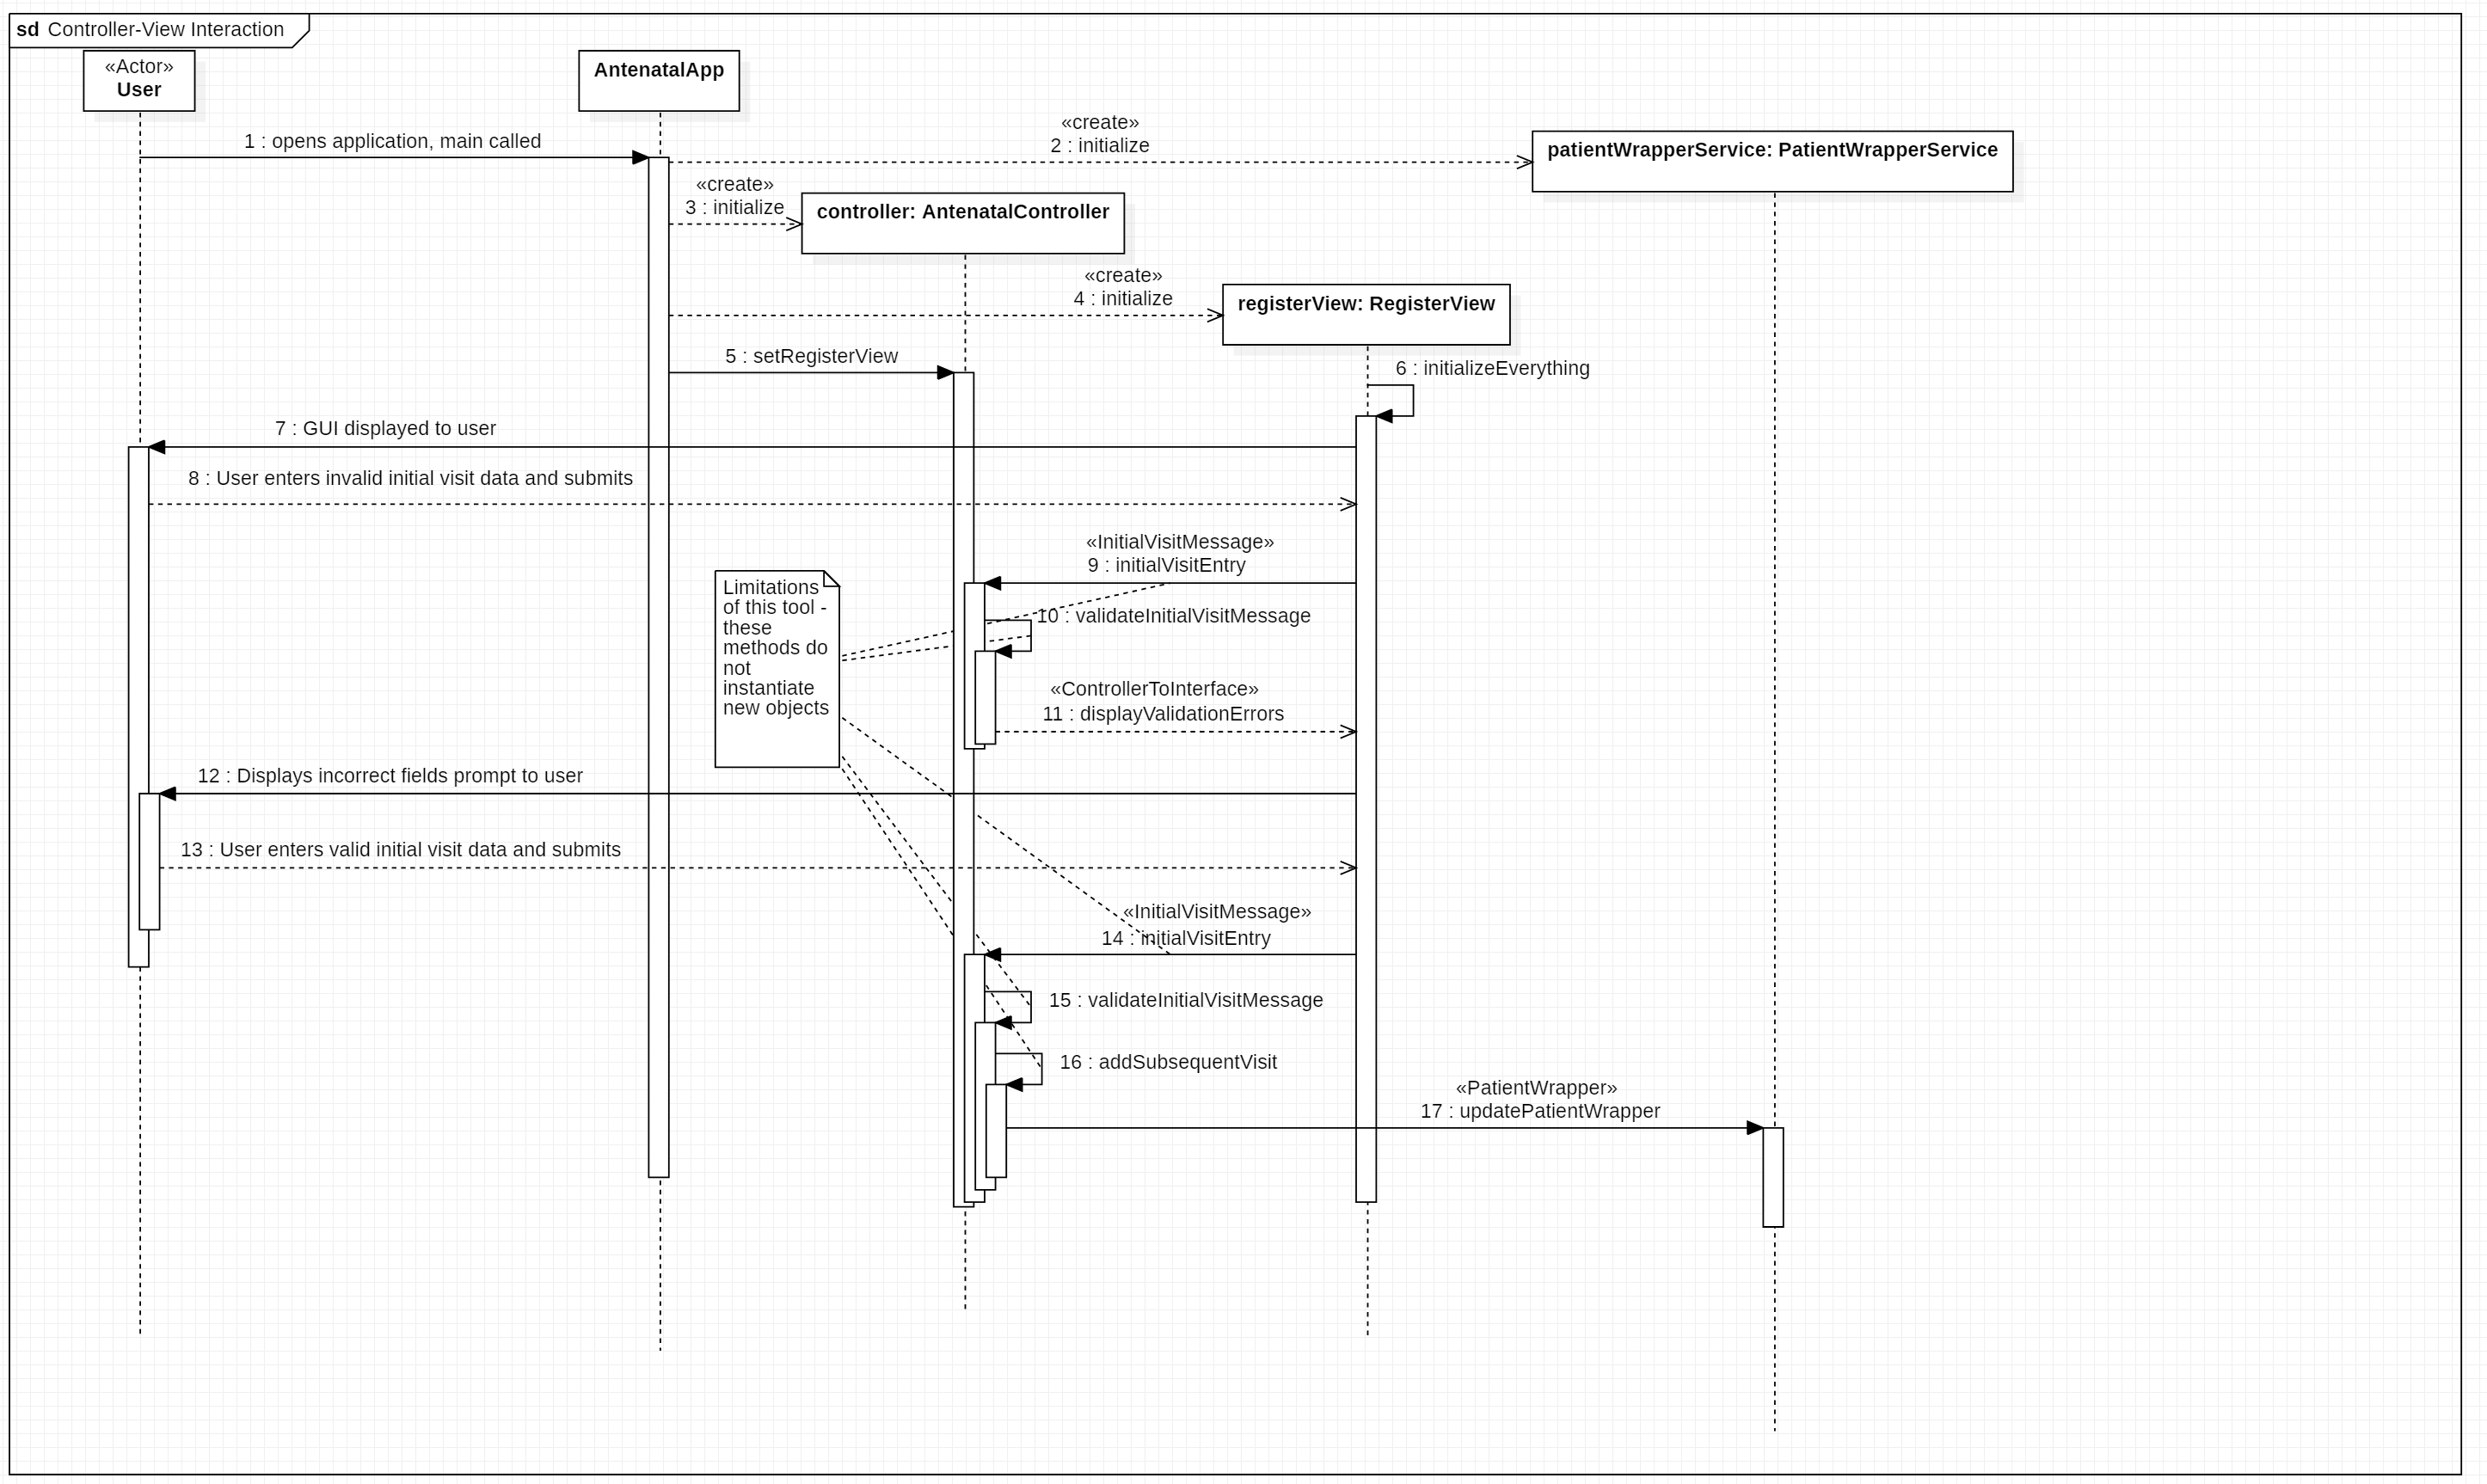 sd Controller-View Interaction
«Actor»
User
AntenatalApp
1 : opens application, main called
«create»
2 : initialize
patientWrapperService: PatientWrapperService
«create»
3 : initialize
controller: AntenatalController
«create»
4 : initialize
registerView: RegisterView
5 : setRegisterView
6 : initializeEverything
7 : GUI displayed to user
8 : User enters invalid initial visit data and submits
«InitialVisitMessage»
9 : initialVisitEntry
Limitations
of this tool -
these
methods do
not
instantiate
new objects
10 : validateInitialVisitMessage
«ControllerToInterface»
11 : displayValidationErrors
12 : Displays incorrect fields prompt to user
13 : User enters valid initial visit data and submits
«InitialVisitMessage»
14 : initialVisitEntry
15 : validateInitialVisitMessage
16 : addSubsequentVisit
«PatientWrapper»
17 : updatePatientWrapper